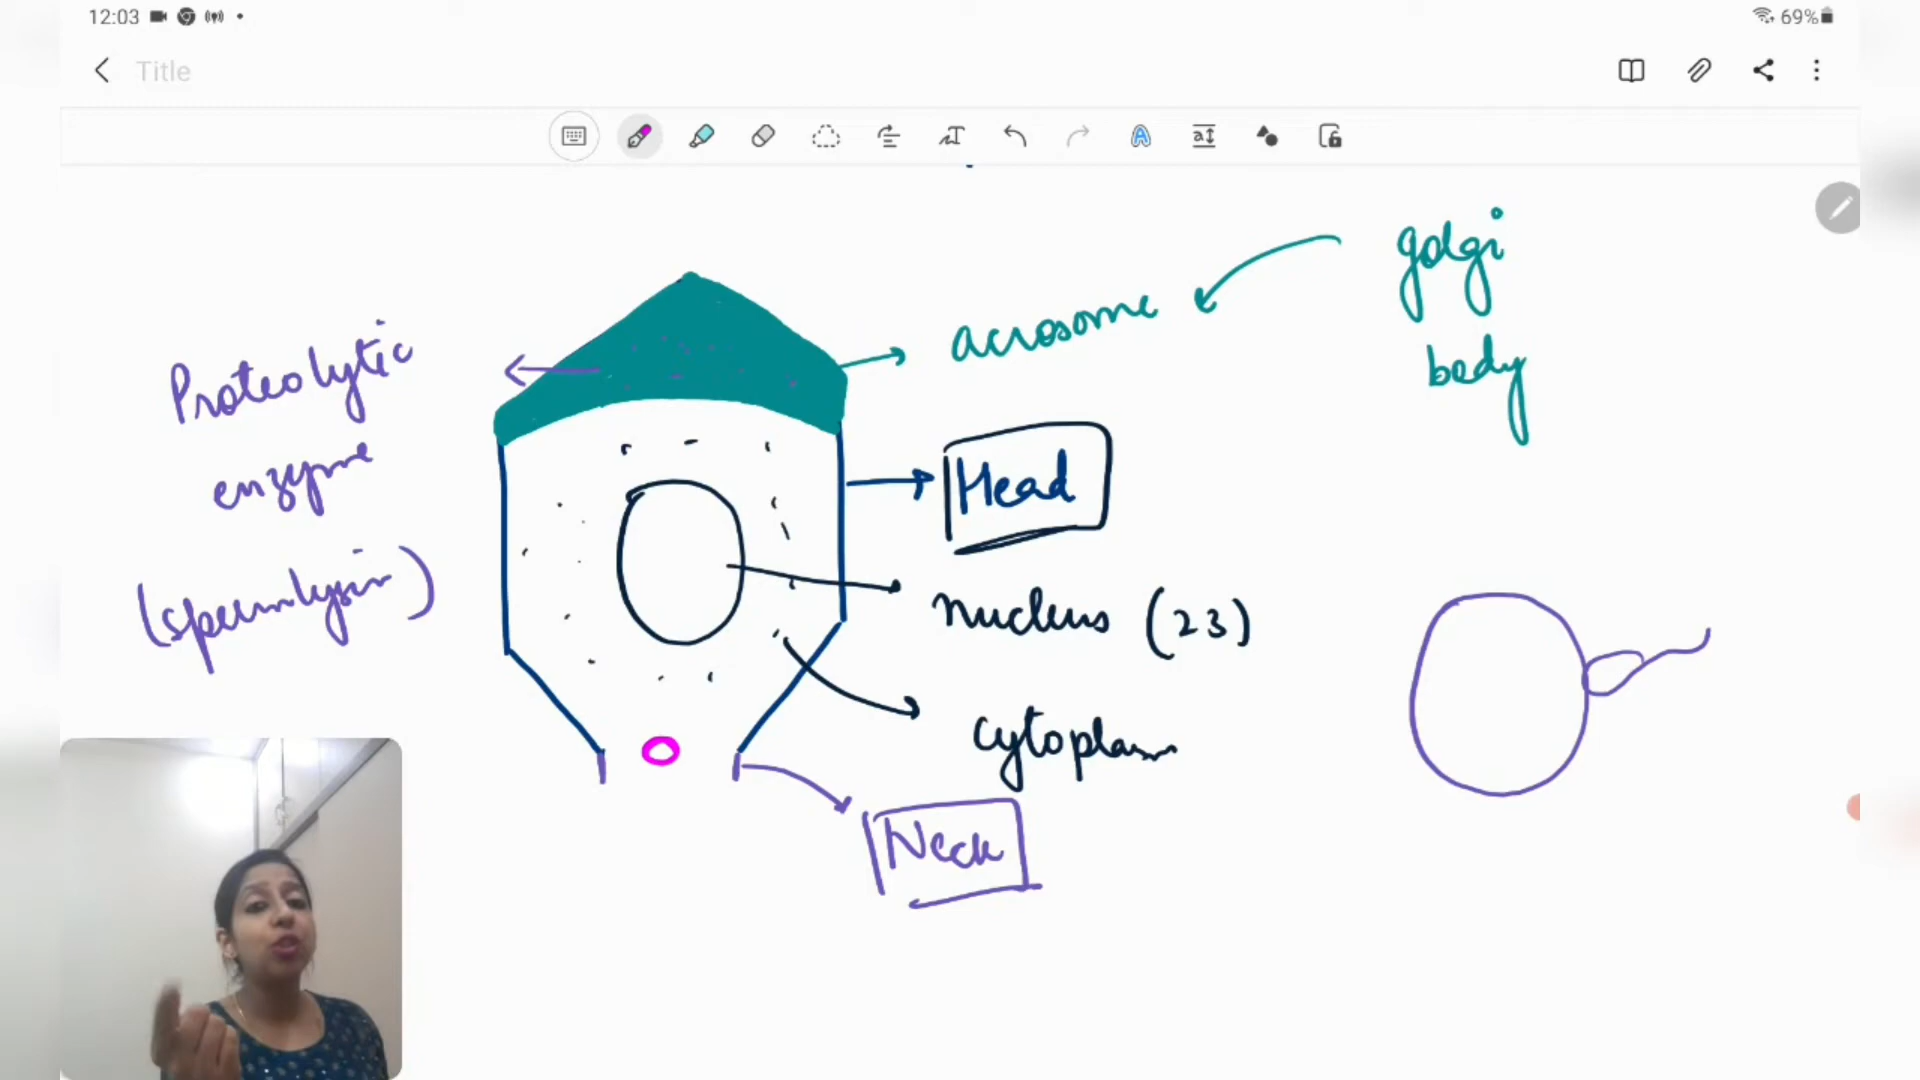 12:03
69%
Title
golgi
body
acrosome
Proteolytic
enzyme
(spermlysin)
Head
nucleus (23)
cytoplasm
Neck